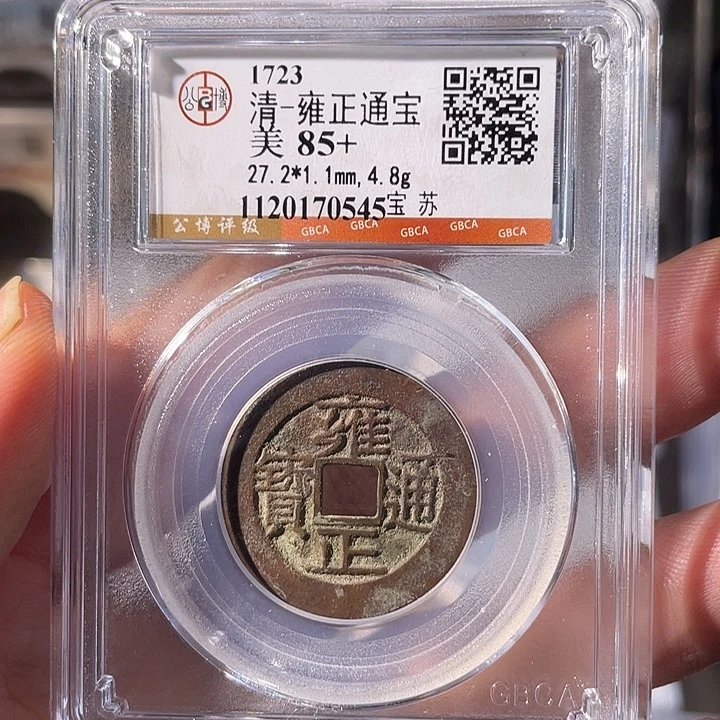 公 G 博
1723
清-雍正通宝
美 85+
27.2*1.1mm, 4.8g
1120170545宝 苏
公博评级 GBCA GBCA GBCA GBCA GBCA
雍正通寶
GBCA